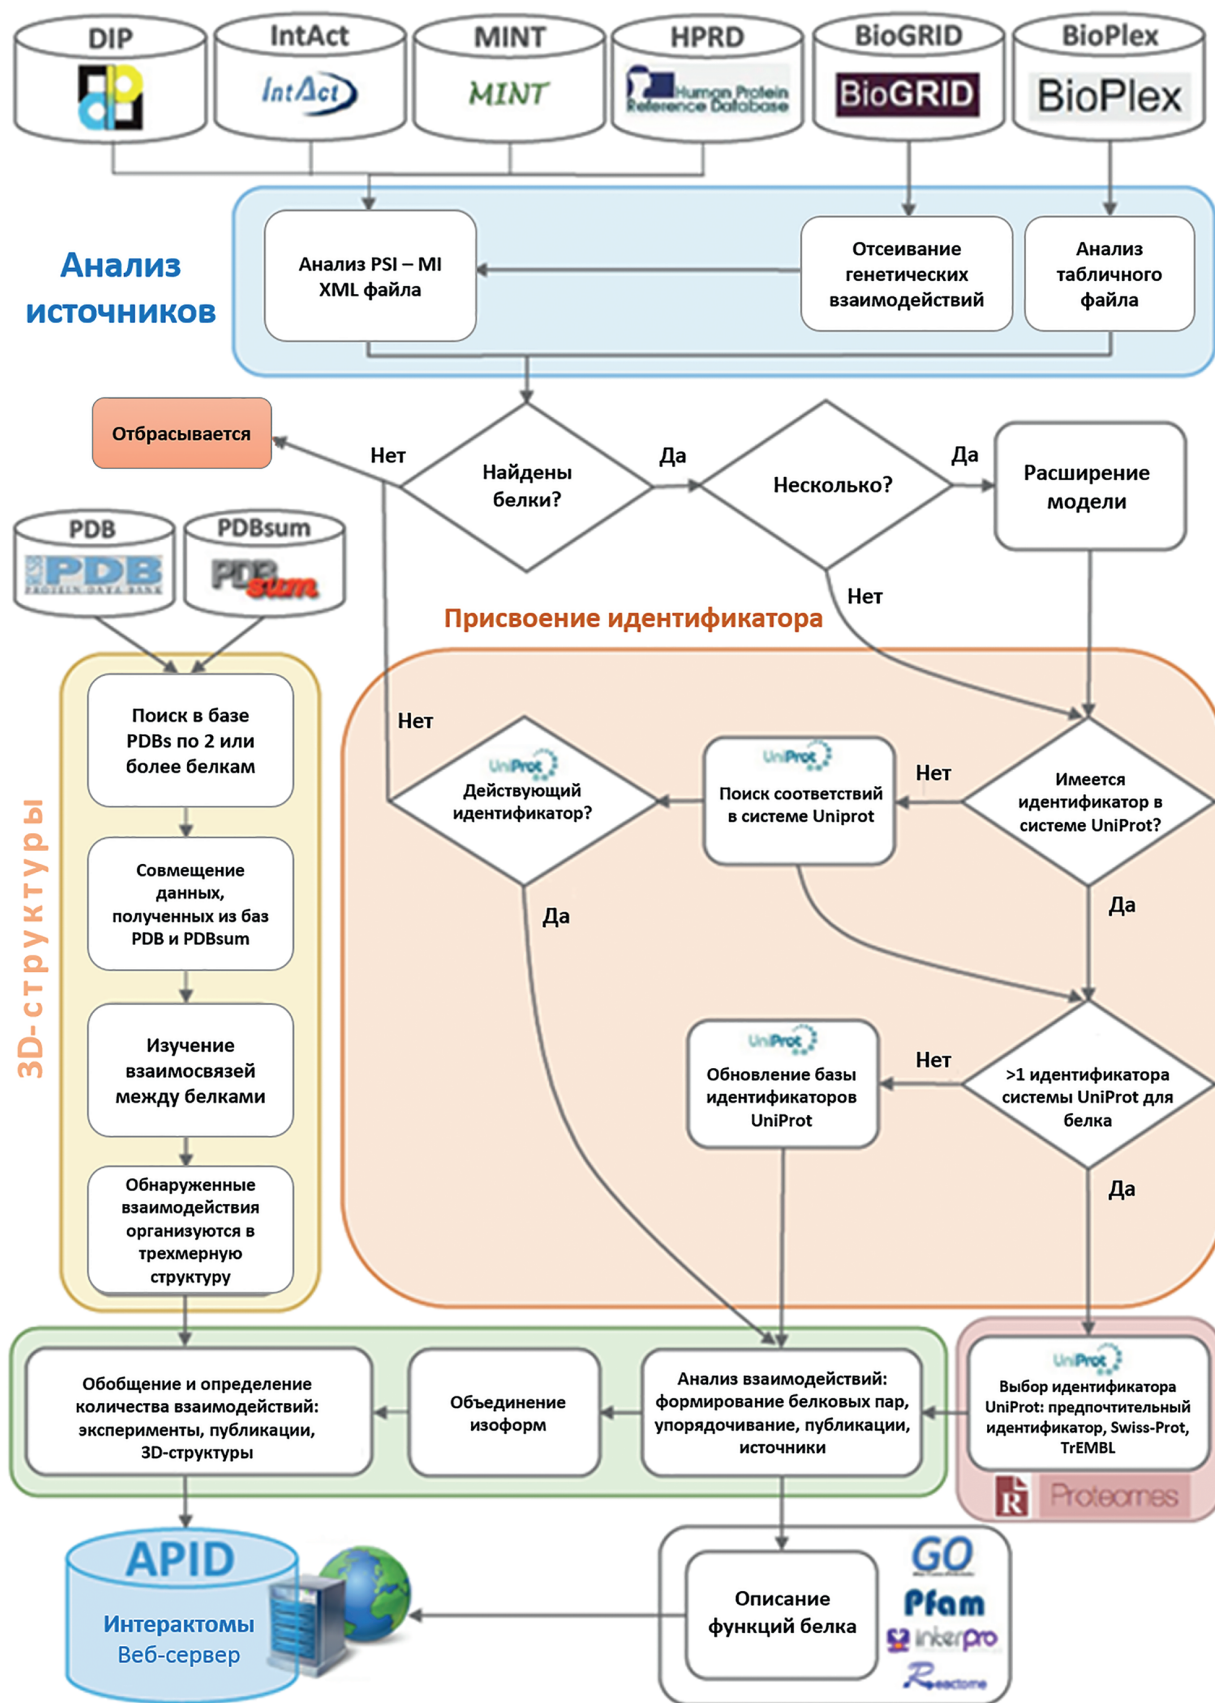 DIP
IntAct
MINT
HPRD
BioGRID
BioPlex
IntAct
MINT
Human Protein
Reference Database
BioGRID
BioPlex
Анализ
источников
Анализ PSI – MI
XML файла
Отсеивание
генетических
взаимодействий
Анализ
табличного
файла
Отбрасывается
Нет
Найдены
белки?
Да
Несколько?
Да
Расширение
модели
PDB
PDBsum
PDB
PROTEIN DATA BANK
PDB
sum
Нет
Присвоение идентификатора
3D-структуры
Поиск в базе
PDBs по 2 или
более белкам
Совмещение
данных,
полученных из баз
PDB и PDBsum
Изучение
взаимосвязей
между белками
Обнаруженные
взаимодействия
организуются в
трехмерную
структуру
Нет
UniProt
Действующий
идентификатор?
Да
UniProt
Поиск соответствий
в системе Uniprot
Нет
Имеется
идентификатор в
системе UniProt?
Да
UniProt
Обновление базы
идентификаторов
UniProt
Нет
>1 идентификатора
системы UniProt для
белка
Да
Обобщение и определение
количества взаимодействий:
эксперименты, публикации,
3D-структуры
Объединение
изоформ
Анализ взаимодействий:
формирование белковых пар,
упорядочивание, публикации,
источники
UniProt
Выбор идентификатора
UniProt: предпочтительный
идентификатор, Swiss-Prot,
TrEMBL
R
Proteomes
APID
Интерактомы
Веб-сервер
Описание
функций белка
GO
Pfam
interpro
Reactome